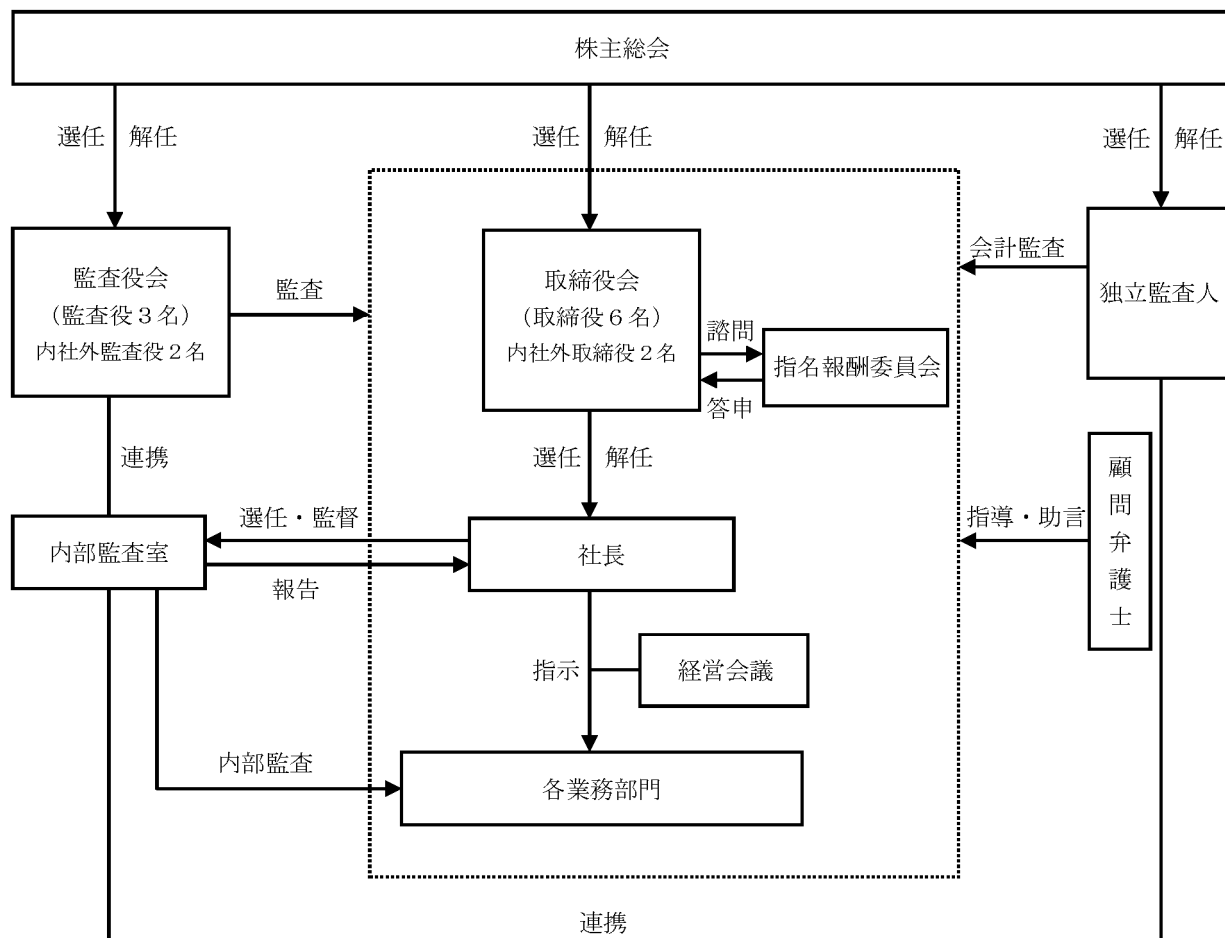 株主総会
選任 解任
選任 解任
選任 解任
監査役会
（監査役３名）
内社外監査役２名
監査
取締役会
（取締役６名）
内社外取締役２名
諮問
答申
指名報酬委員会
会計監査
独立監査人
連携
選任 解任
顧問弁護士
指導・助言
内部監査室
選任・監督
報告
社長
指示
経営会議
内部監査
各業務部門
連携